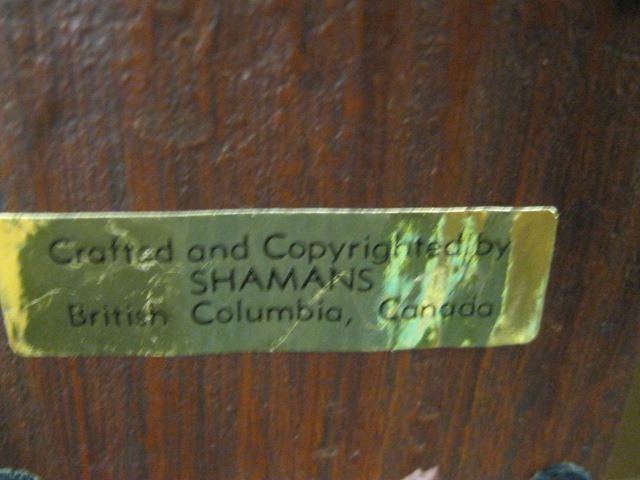 Crafted and Copyrighted by
SHAMANS
British Columbia, Canada